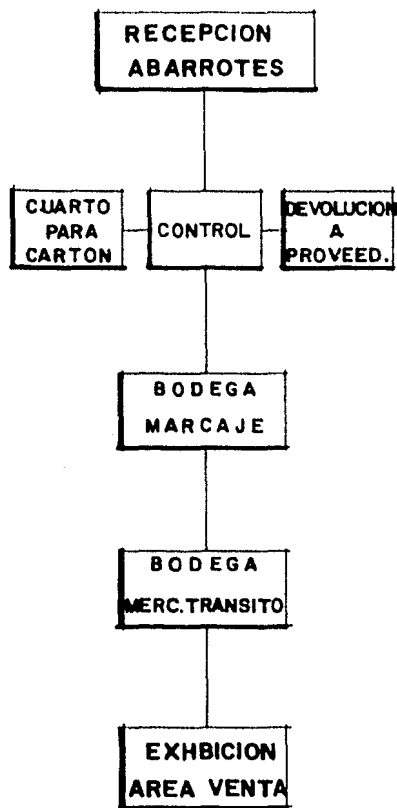 RECEPCION
ABARROTES
CUARTO
PARA
CARTON
CONTROL
DEVOLUCION
A
PROVEED.
BODEGA
MARCAJE
BODEGA
MERC. TRANSITO
EXHBICION
AREA VENTA